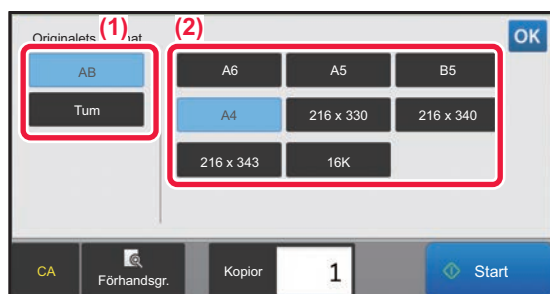 Originalets  mat
(1)
(2)
OK
AB
Tum
A6
A5
B5
A4
216 x 330
216 x 340
216 x 343
16K
CA
Förhandsgr.
Kopior
1
Start